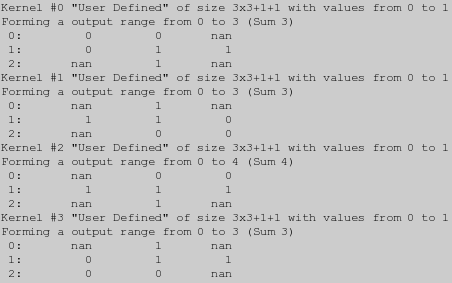 Kernel #0 "User Defined" of size 3x3+1+1 with values from 0 to 1
Forming a output range from 0 to 3 (Sum 3)
0: 0 0 nan
1: 0 1 1
2: nan 1 nan
Kernel #1 "User Defined" of size 3x3+1+1 with values from 0 to 1
Forming a output range from 0 to 3 (Sum 3)
0: nan 1 nan
1: 1 1 0
2: nan 0 0
Kernel #2 "User Defined" of size 3x3+1+1 with values from 0 to 1
Forming a output range from 0 to 4 (Sum 4)
0: nan 0 0
1: 1 1 1
2: nan 1 nan
Kernel #3 "User Defined" of size 3x3+1+1 with values from 0 to 1
Forming a output range from 0 to 3 (Sum 3)
0: nan 1 nan
1: 0 1 1
2: 0 0 nan